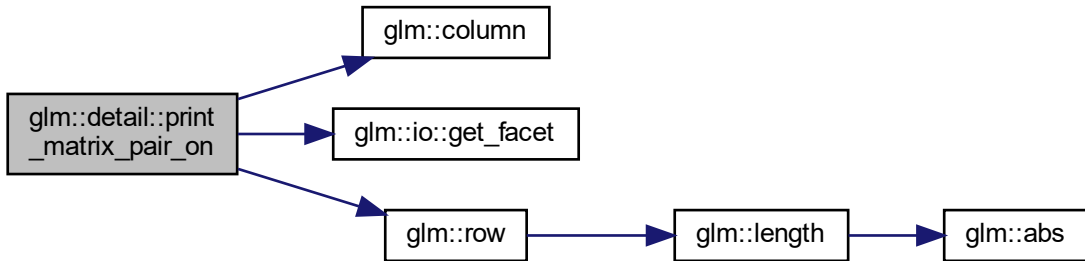 glm::column
glm::detail::print
_matrix_pair_on
glm::io::get_facet
glm::row
glm::length
glm::abs